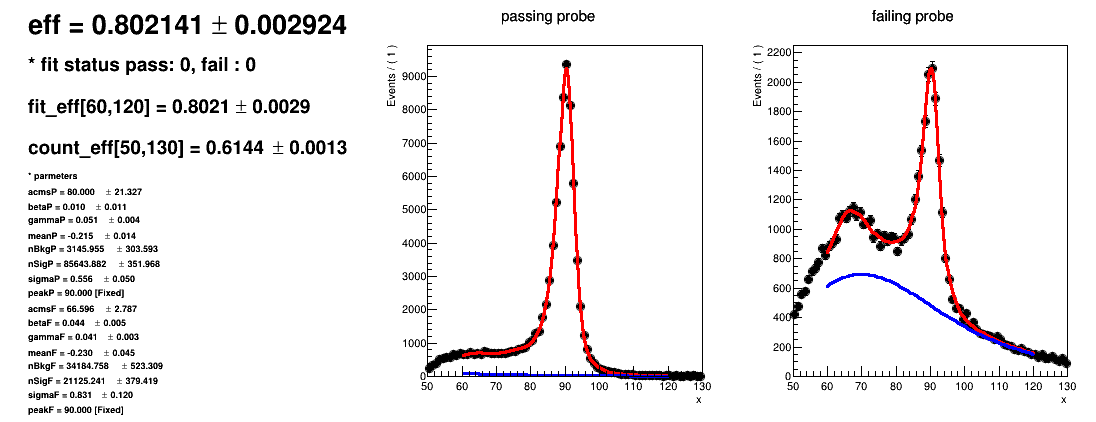 eff = 0.802141 ± 0.002924
* fit status pass: 0, fail : 0
fit_eff[60,120] = 0.8021 ± 0.0029
count_eff[50,130] = 0.6144 ± 0.0013
* parmeters
acmsP = 80.000 ± 21.327
betaP = 0.010 ± 0.011
gammaP = 0.051 ± 0.004
meanP = -0.215 ± 0.014
nBkgP = 3145.955 ± 303.593
nSigP = 85643.882 ± 351.968
sigmaP = 0.556 ± 0.050
peakP = 90.000 [Fixed]
acmsF = 66.596 ± 2.787
betaF = 0.044 ± 0.005
gammaF = 0.041 ± 0.003
meanF = -0.230 ± 0.045
nBkgF = 34184.758 ± 523.309
nSigF = 21125.241 ± 379.419
sigmaF = 0.831 ± 0.120
peakF = 90.000 [Fixed]
passing probe
Events / ( 1 )
9000
8000
7000
6000
5000
4000
3000
2000
1000
0
50 60 70 80 90 100 110 120 130
x
failing probe
Events / ( 1 )
2200
2000
1800
1600
1400
1200
1000
800
600
400
200
0
50 60 70 80 90 100 110 120 130
x